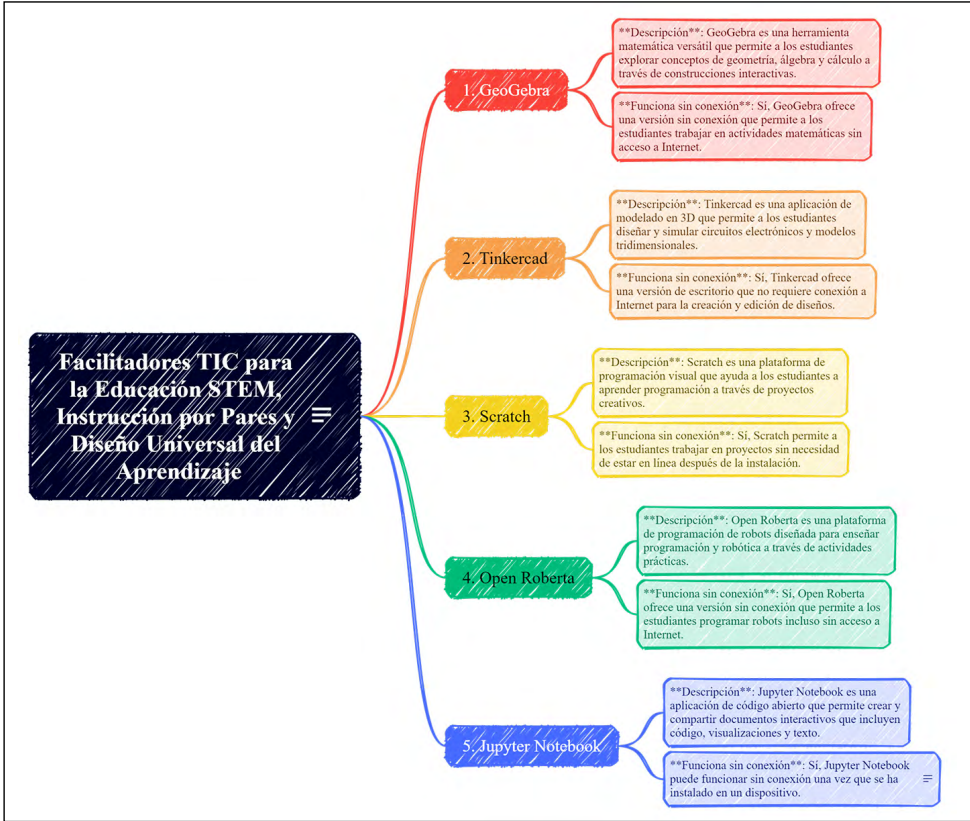 Facilitadores TIC para
la Educación STEM,
Instrucción por Pares y
Diseño Universal del
Aprendizaje
1. GeoGebra
**Descripción**: GeoGebra es una herramienta
matemática versátil que permite a los estudiantes
explorar conceptos de geometría, álgebra y cálculo a
través de construcciones interactivas.
**Funciona sin conexión**: Sí, GeoGebra ofrece
una versión sin conexión que permite a los
estudiantes trabajar en actividades matemáticas sin
acceso a Internet.
2. Tinkercad
**Descripción**: Tinkercad es una aplicación de
modelado en 3D que permite a los estudiantes
diseñar y simular circuitos electrónicos y modelos
tridimensionales.
**Funciona sin conexión**: Sí, Tinkercad ofrece
una versión de escritorio que no requiere conexión a
Internet para la creación y edición de diseños.
3. Scratch
**Descripción**: Scratch es una plataforma de
programación visual que ayuda a los estudiantes a
aprender programación a través de proyectos
creativos.
**Funciona sin conexión**: Sí, Scratch permite a
los estudiantes trabajar en proyectos sin necesidad
de estar en línea después de la instalación.
4. Open Roberta
**Descripción**: Open Roberta es una plataforma
de programación de robots diseñada para enseñar
programación y robótica a través de actividades
prácticas.
**Funciona sin conexión**: Sí, Open Roberta
ofrece una versión sin conexión que permite a los
estudiantes programar robots incluso sin acceso a
Internet.
5. Jupyter Notebook
**Descripción**: Jupyter Notebook es una
aplicación de código abierto que permite crear y
compartir documentos interactivos que incluyen
código, visualizaciones y texto.
**Funciona sin conexión**: Sí, Jupyter Notebook
puede funcionar sin conexión una vez que se ha
instalado en un dispositivo.